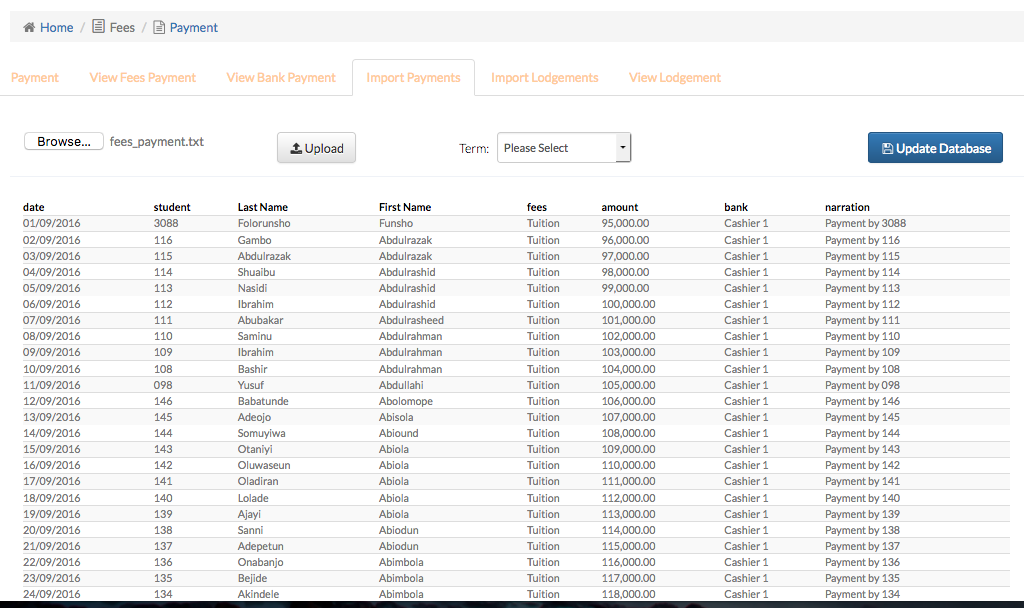 Home / Fees / Payment
Payment View Fees Payment View Bank Payment Import Payments Import Lodgements View Lodgement
Browse... fees_payment.txt Upload Term: Please Select Update Database
date student Last Name First Name fees amount bank narration
01/09/2016 3088 Folorunsho Funsho Tuition 95,000.00 Cashier 1 Payment by 3088
02/09/2016 116 Gambo Abdulrazak Tuition 96,000.00 Cashier 1 Payment by 116
03/09/2016 115 Abdulrazak Abdulrazak Tuition 97,000.00 Cashier 1 Payment by 115
04/09/2016 114 Shuaibu Abdulrashid Tuition 98,000.00 Cashier 1 Payment by 114
05/09/2016 113 Nasidi Abdulrashid Tuition 99,000.00 Cashier 1 Payment by 113
06/09/2016 112 Ibrahim Abdulrashid Tuition 100,000.00 Cashier 1 Payment by 112
07/09/2016 111 Abubakar Abdulrasheed Tuition 101,000.00 Cashier 1 Payment by 111
08/09/2016 110 Saminu Abdulrahman Tuition 102,000.00 Cashier 1 Payment by 110
09/09/2016 109 Ibrahim Abdulrahman Tuition 103,000.00 Cashier 1 Payment by 109
10/09/2016 108 Bashir Abdulrahman Tuition 104,000.00 Cashier 1 Payment by 108
11/09/2016 098 Yusuf Abdullahi Tuition 105,000.00 Cashier 1 Payment by 098
12/09/2016 146 Babatunde Abolomope Tuition 106,000.00 Cashier 1 Payment by 146
13/09/2016 145 Adeojo Abisola Tuition 107,000.00 Cashier 1 Payment by 145
14/09/2016 144 Somuyiwa Abiound Tuition 108,000.00 Cashier 1 Payment by 144
15/09/2016 143 Otaniyi Abiola Tuition 109,000.00 Cashier 1 Payment by 143
16/09/2016 142 Oluwaseun Abiola Tuition 110,000.00 Cashier 1 Payment by 142
17/09/2016 141 Oladiran Abiola Tuition 111,000.00 Cashier 1 Payment by 141
18/09/2016 140 Lolade Abiola Tuition 112,000.00 Cashier 1 Payment by 140
19/09/2016 139 Ajayi Abiola Tuition 113,000.00 Cashier 1 Payment by 139
20/09/2016 138 Sanni Abiodun Tuition 114,000.00 Cashier 1 Payment by 138
21/09/2016 137 Adepetun Abiodun Tuition 115,000.00 Cashier 1 Payment by 137
22/09/2016 136 Onabanjo Abimbola Tuition 116,000.00 Cashier 1 Payment by 136
23/09/2016 135 Bejide Abimbola Tuition 117,000.00 Cashier 1 Payment by 135
24/09/2016 134 Akindele Abimbola Tuition 118,000.00 Cashier 1 Payment by 134